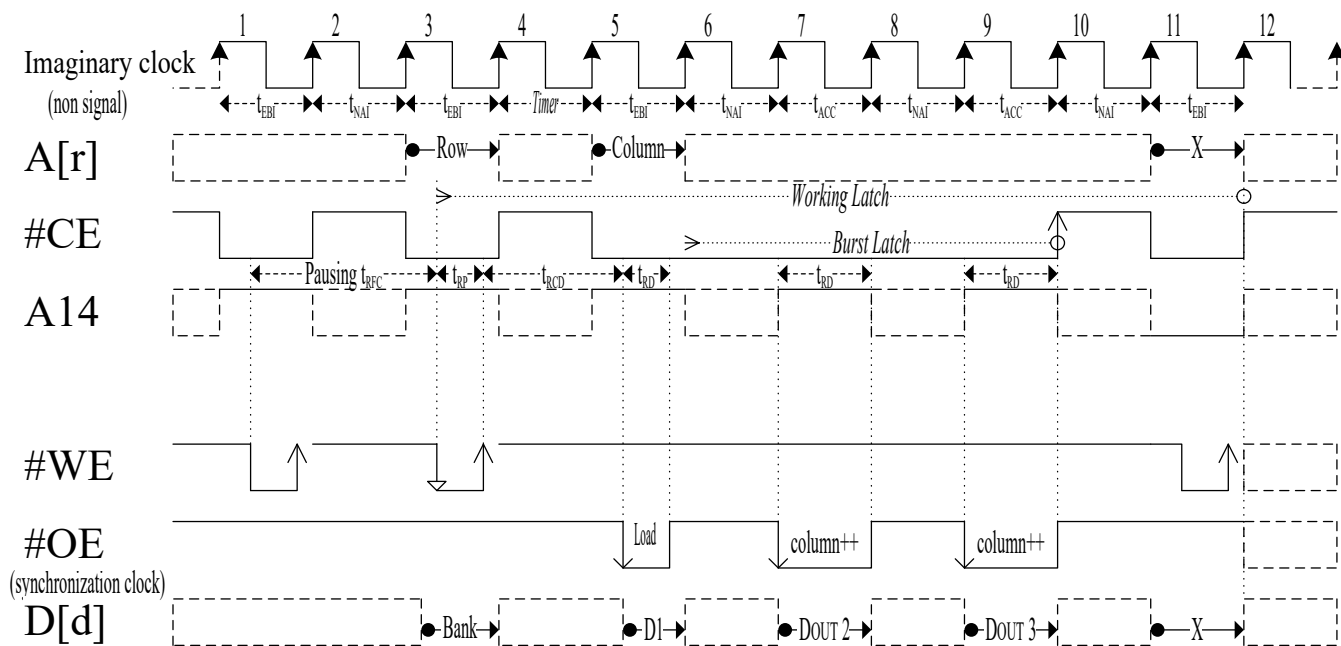 1 2 3 4 5 6 7 8 9 10 11 12
Imaginary clock
(non signal)
tEBI tNAI tEBI Timer tEBI tNAI tACC tNAI tACC tNAI tEBI
A[r]
Row Column X
Working Latch
#CE
Burst Latch
Pausing tRFC tRP tRCD tRD tRD tRD
A14
#WE
#OE
Load column++ column++
(synchronization clock)
D[d]
Bank D1 DOUT 2 DOUT 3 X